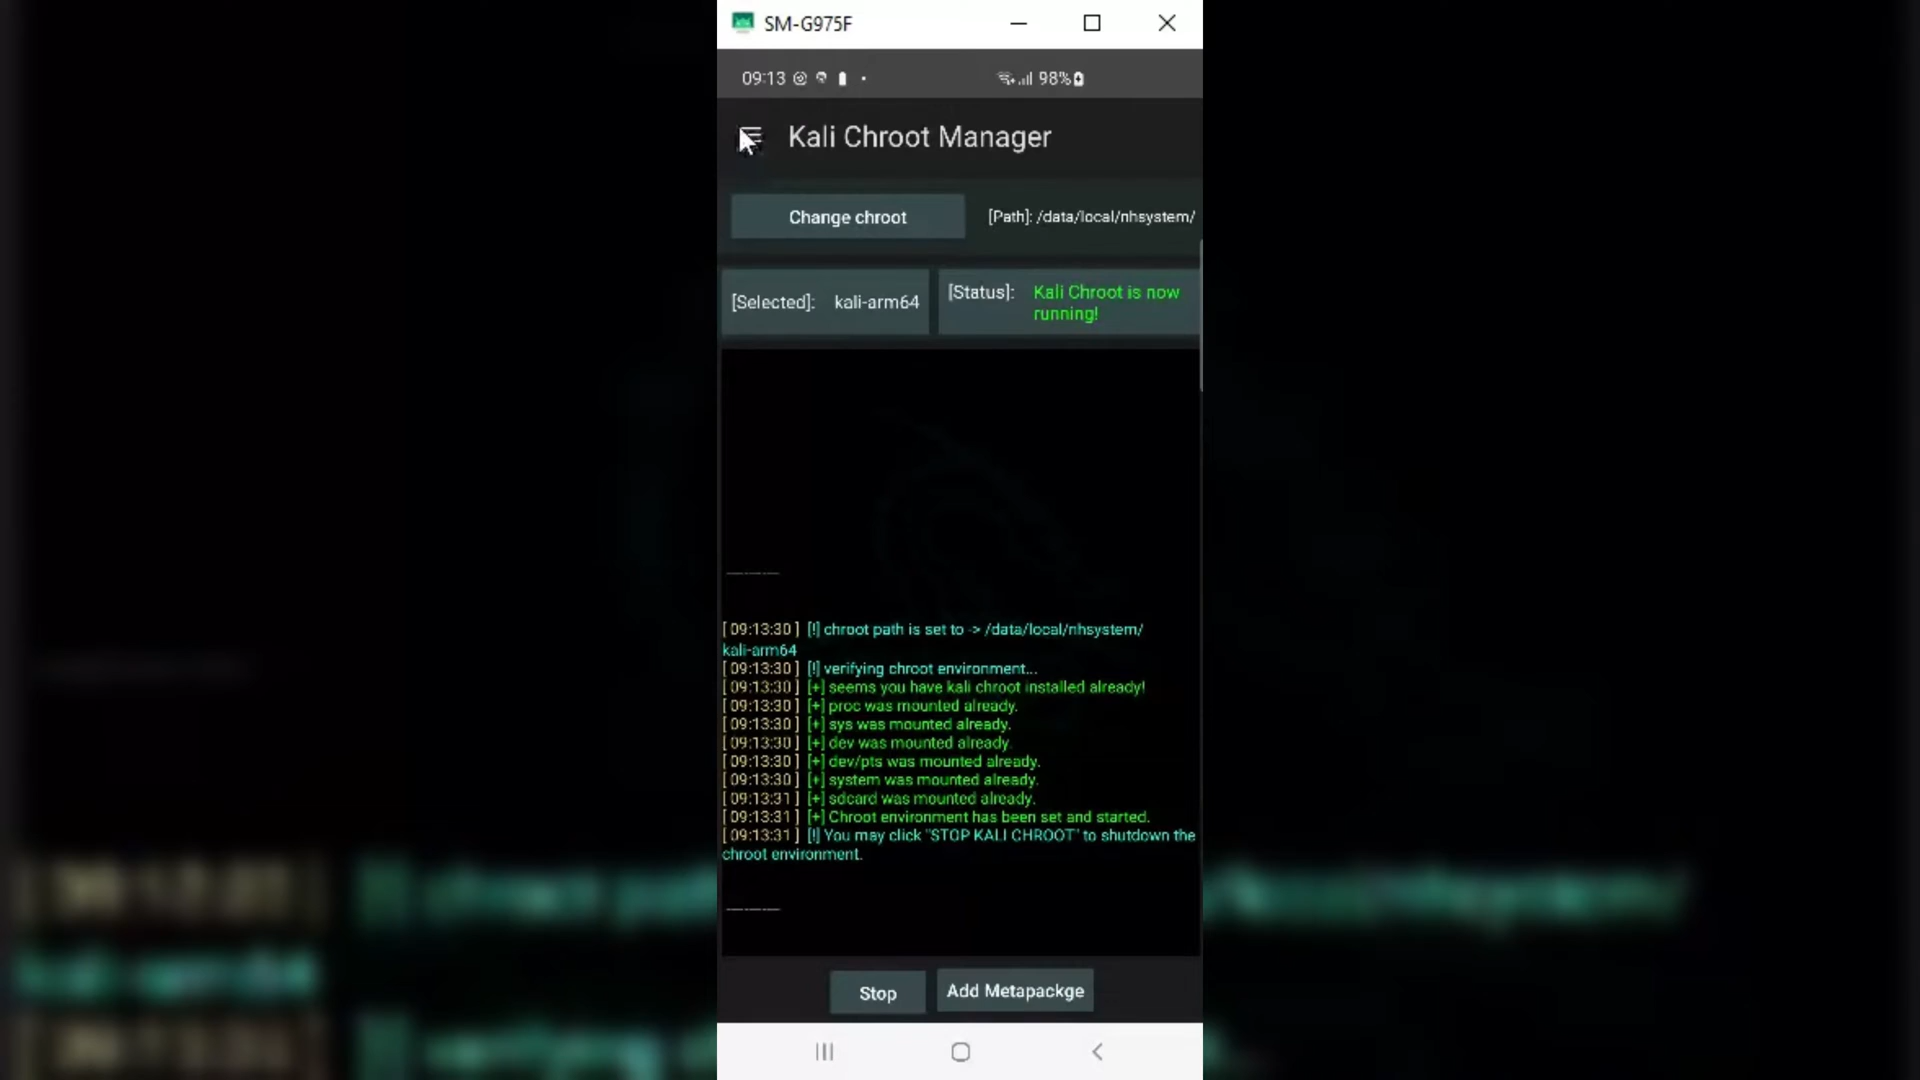 SM-G975F
09:13 98%
Kali Chroot Manager
Change chroot [Path]: /data/local/nhsystem/
[Selected]: kali-arm64 [Status]: Kali Chroot is now
running!
[ 09:13:30 ] [!] chroot path is set to -> /data/local/nhsystem/
kali-arm64
[ 09:13:30 ] [!] verifying chroot environment...
[ 09:13:30 ] [+] seems you have kali chroot installed already!
[ 09:13:30 ] [+] proc was mounted already.
[ 09:13:30 ] [+] sys was mounted already.
[ 09:13:30 ] [+] dev was mounted already.
[ 09:13:30 ] [+] dev/pts was mounted already.
[ 09:13:30 ] [+] system was mounted already.
[ 09:13:31 ] [+] sdcard was mounted already.
[ 09:13:31 ] [+] Chroot environment has been set and started.
[ 09:13:31 ] [!] You may click "STOP KALI CHROOT" to shutdown the
chroot environment.
Stop Add Metapackge